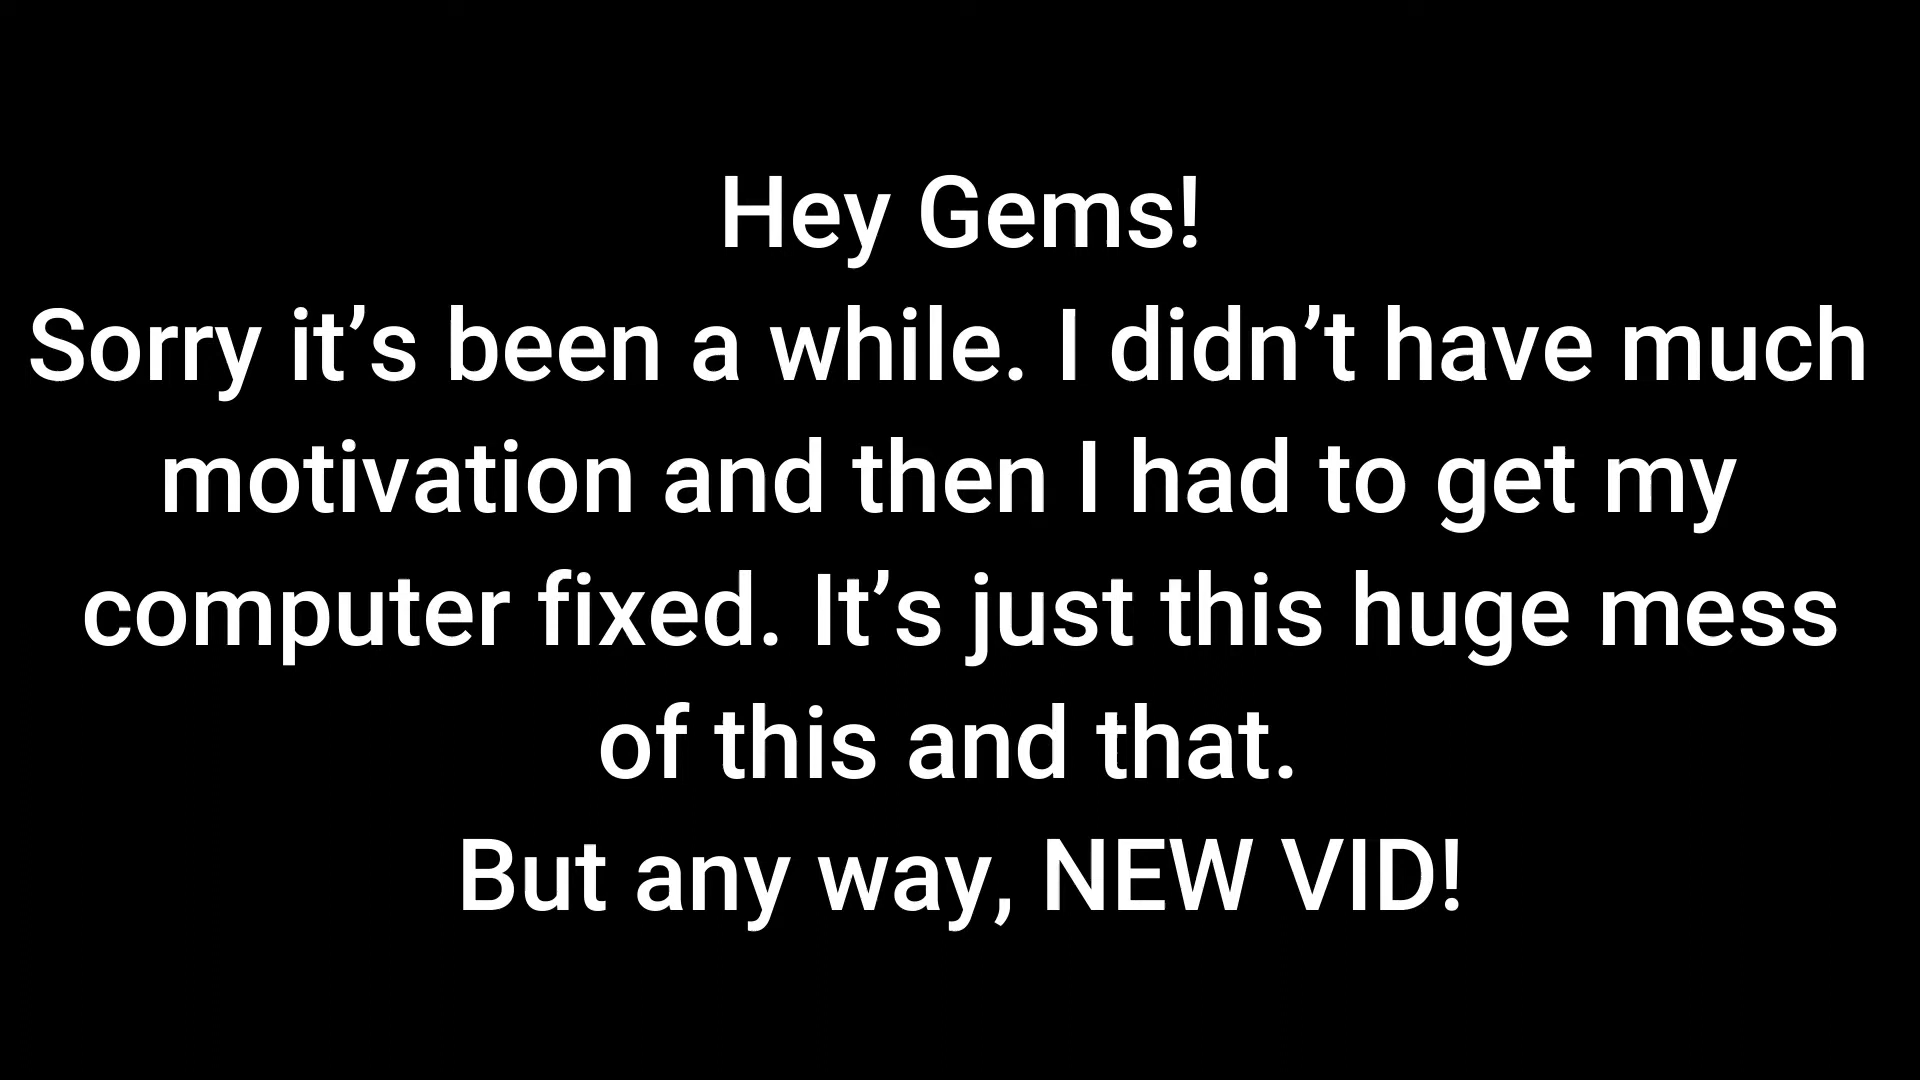 Hey Gems!
Sorry it’s been a while. I didn’t have much
motivation and then I had to get my
computer fixed. It’s just this huge mess
of this and that.
But any way, NEW VID!